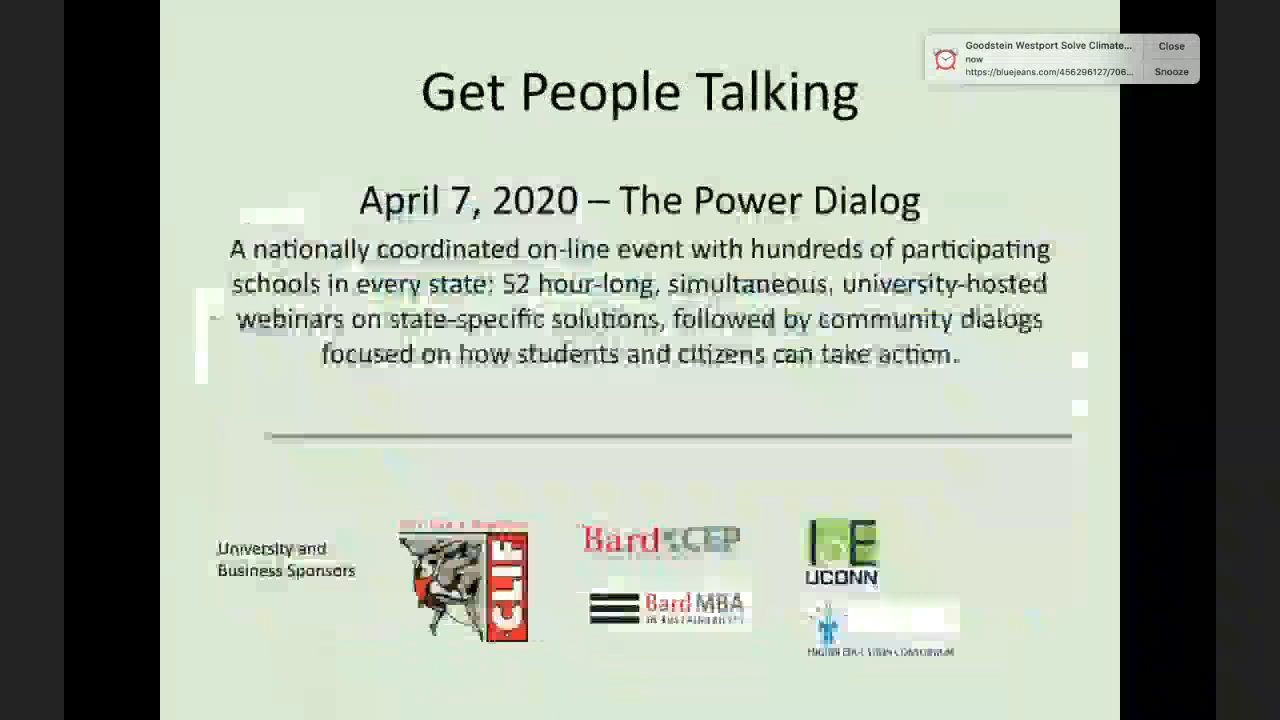 Get People Talking
Goodstein Westport Solve Climate...
now
https://bluejeans.com/456296127/706...
Close
Snooze
April 7, 2020 – The Power Dialog
A nationally coordinated on-line event with hundreds of participating
schools in every state: 52 hour-long, simultaneous, university-hosted
webinars on state-specific solutions, followed by community dialogs
focused on how students and citizens can take action.
University and
Business Sponsors
CLIF
Bard CEP
Bard MBA
IN SUSTAINABILITY
E
UCONN